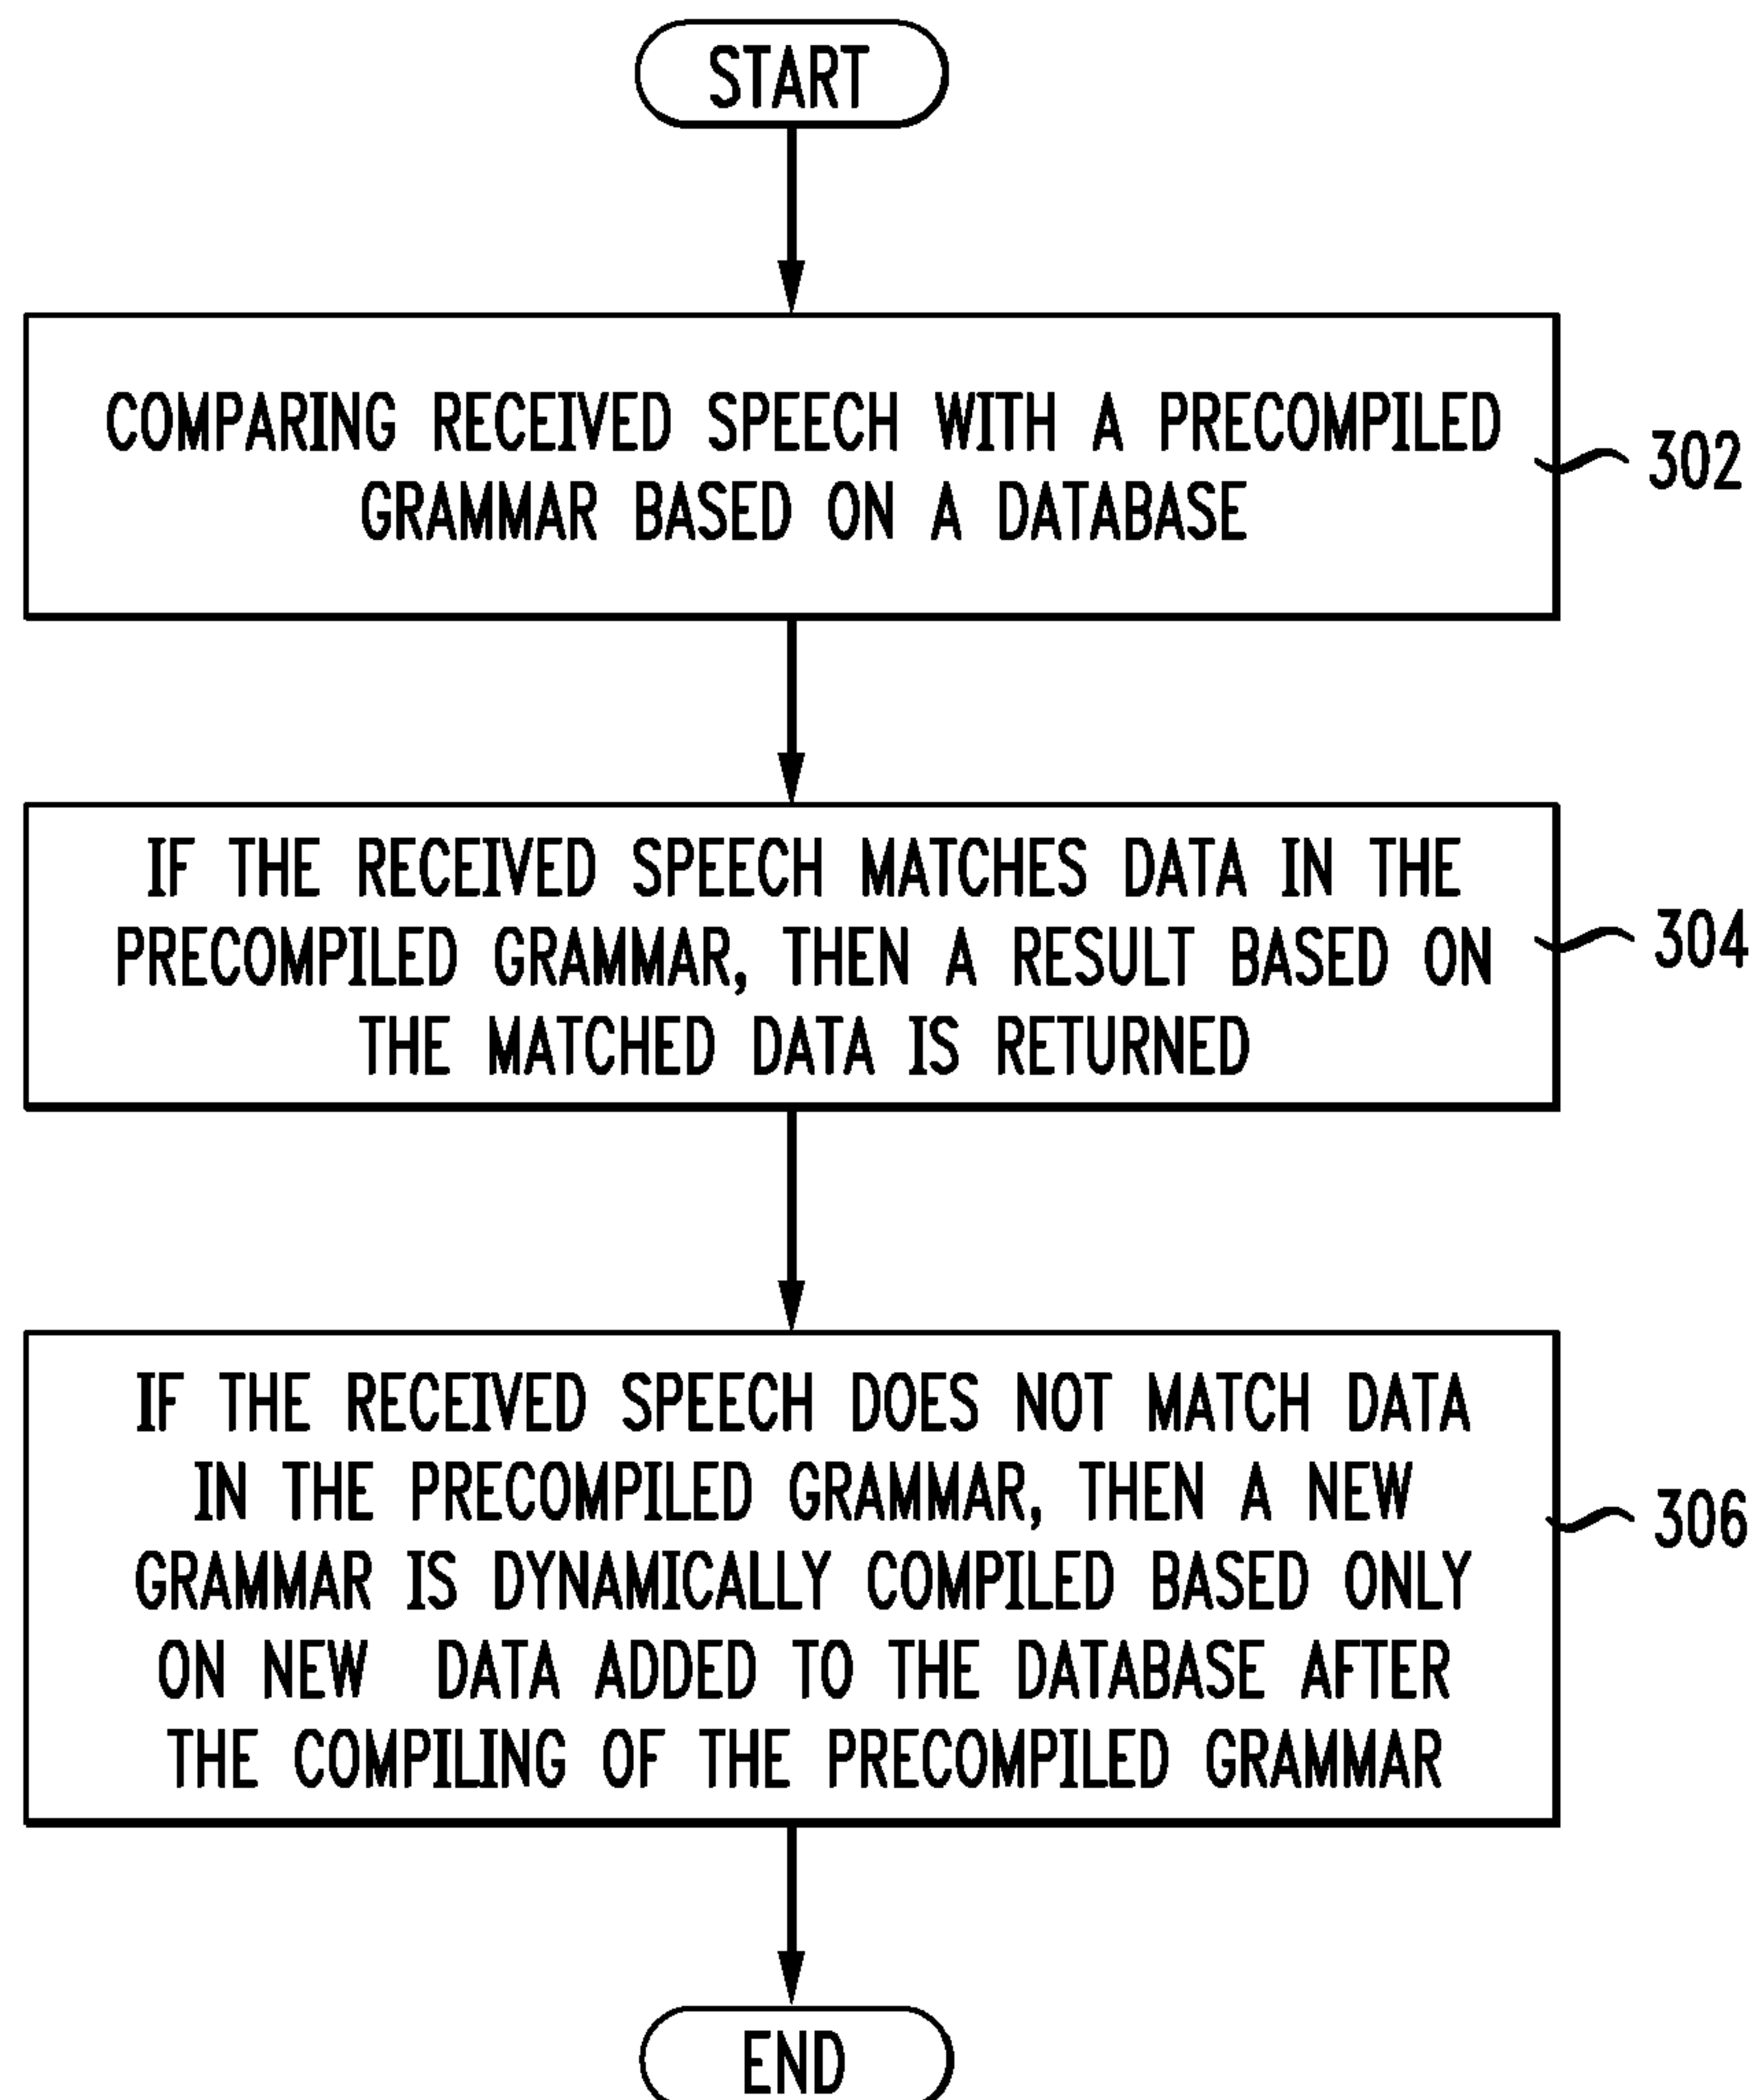 START
COMPARING RECEIVED SPEECH WITH A PRECOMPILED
GRAMMAR BASED ON A DATABASE
302
IF THE RECEIVED SPEECH MATCHES DATA IN THE
PRECOMPILED GRAMMAR, THEN A RESULT BASED ON
THE MATCHED DATA IS RETURNED
304
IF THE RECEIVED SPEECH DOES NOT MATCH DATA
IN THE PRECOMPILED GRAMMAR, THEN A NEW
GRAMMAR IS DYNAMICALLY COMPILED BASED ONLY
ON NEW DATA ADDED TO THE DATABASE AFTER
THE COMPILING OF THE PRECOMPILED GRAMMAR
306
END